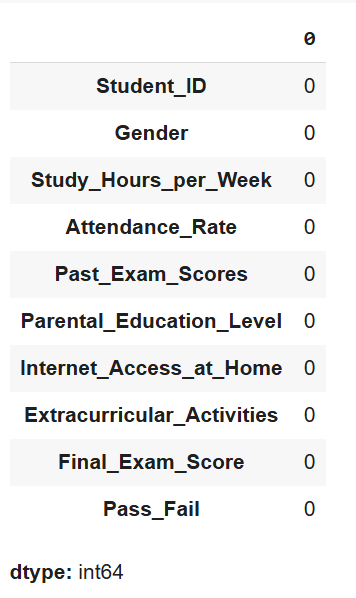 0
Student_ID 0
Gender 0
Study_Hours_per_Week 0
Attendance_Rate 0
Past_Exam_Scores 0
Parental_Education_Level 0
Internet_Access_at_Home 0
Extracurricular_Activities 0
Final_Exam_Score 0
Pass_Fail 0
dtype: int64